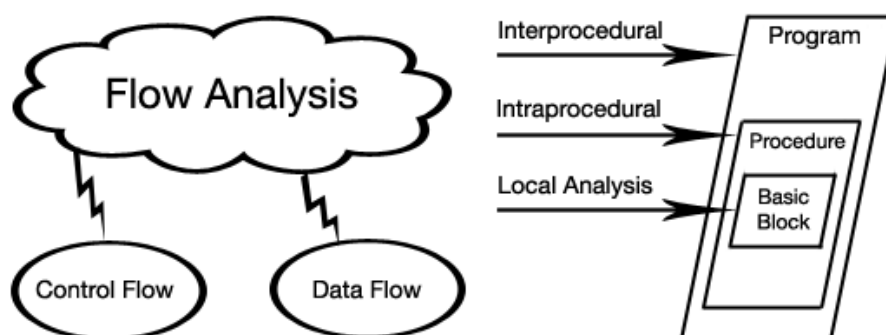 Flow Analysis
Control Flow
Data Flow
Interprocedural
Intraprocedural
Local Analysis
Program
Procedure
Basic
Block